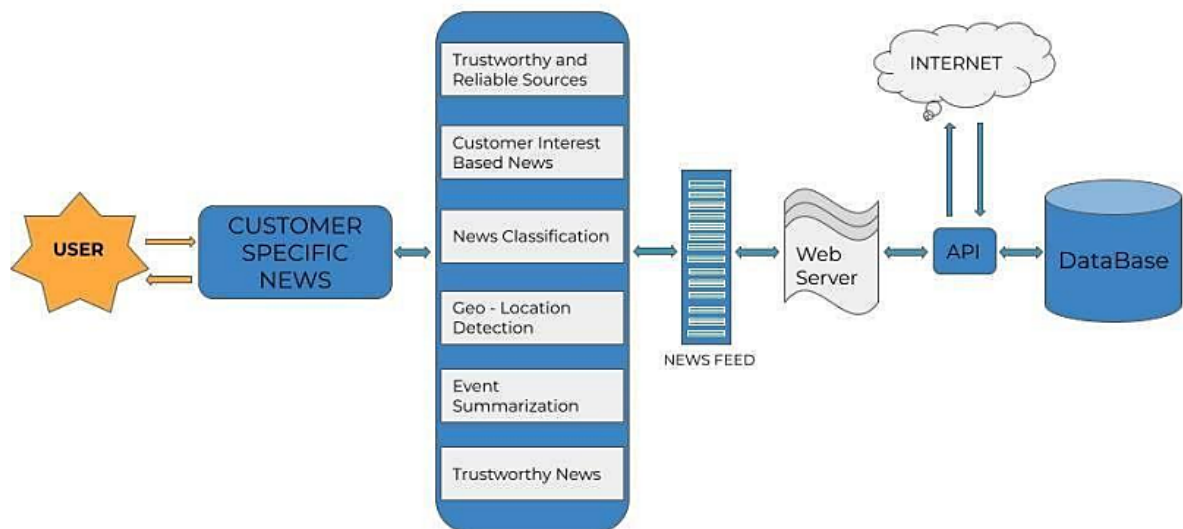 USER
CUSTOMER
SPECIFIC
NEWS
Trustworthy and
Reliable Sources
Customer Interest
Based News
News Classification
Geo - Location
Detection
Event
Summarization
Trustworthy News
NEWS FEED
Web
Server
INTERNET
API
DataBase